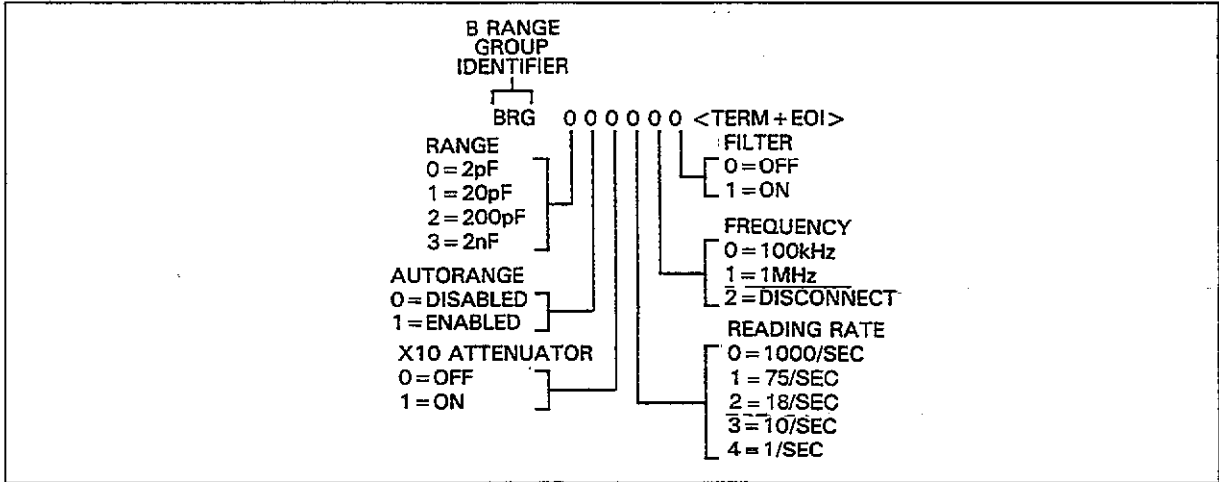 B RANGE
GROUP
IDENTIFIER
BRG 0 0 0 0 0 0 <TERM+EOI>
RANGE
0=2pF
1=20pF
2=200pF
3=2nF
AUTORANGE
0=DISABLED
1=ENABLED
X10 ATTENUATOR
0=OFF
1=ON
FILTER
0=OFF
1=ON
FREQUENCY
0=100kHz
1=1MHz
2=DISCONNECT
READING RATE
0=1000/SEC
1=75/SEC
2=18/SEC
3=10/SEC
4=1/SEC